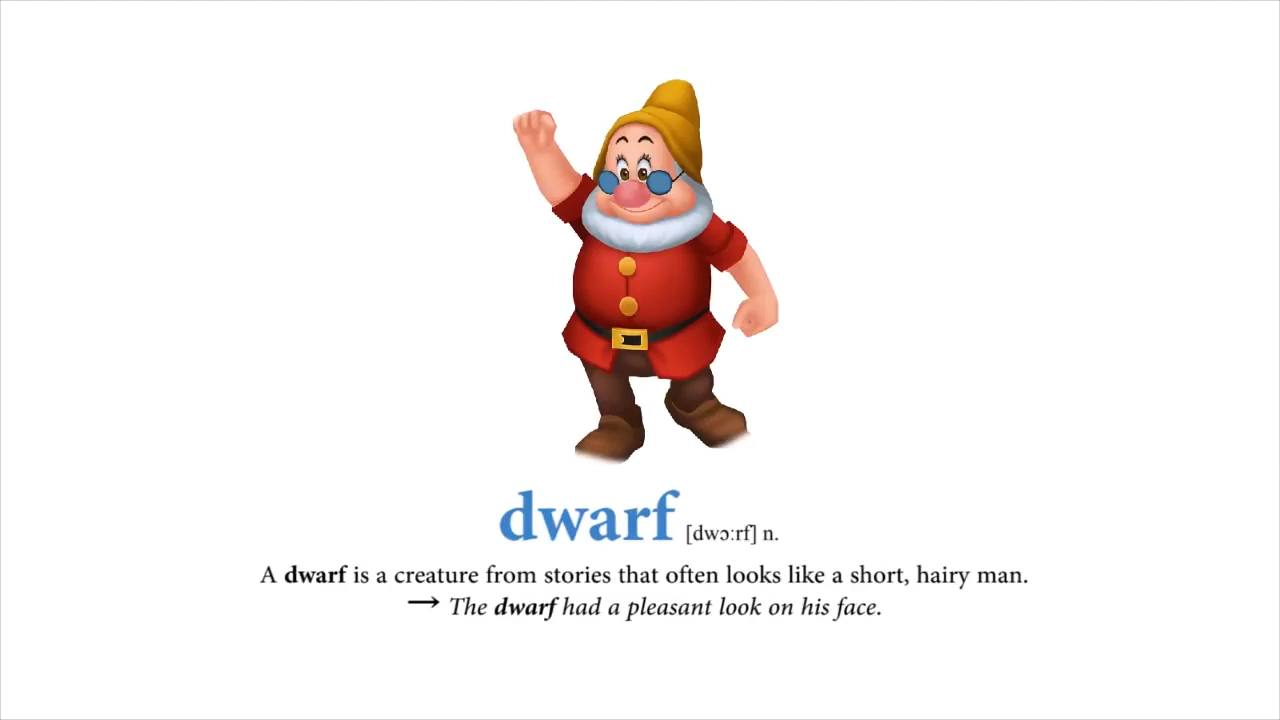 dwarf [dwɔːrf] n.
A dwarf is a creature from stories that often looks like a short, hairy man.
→ The dwarf had a pleasant look on his face.